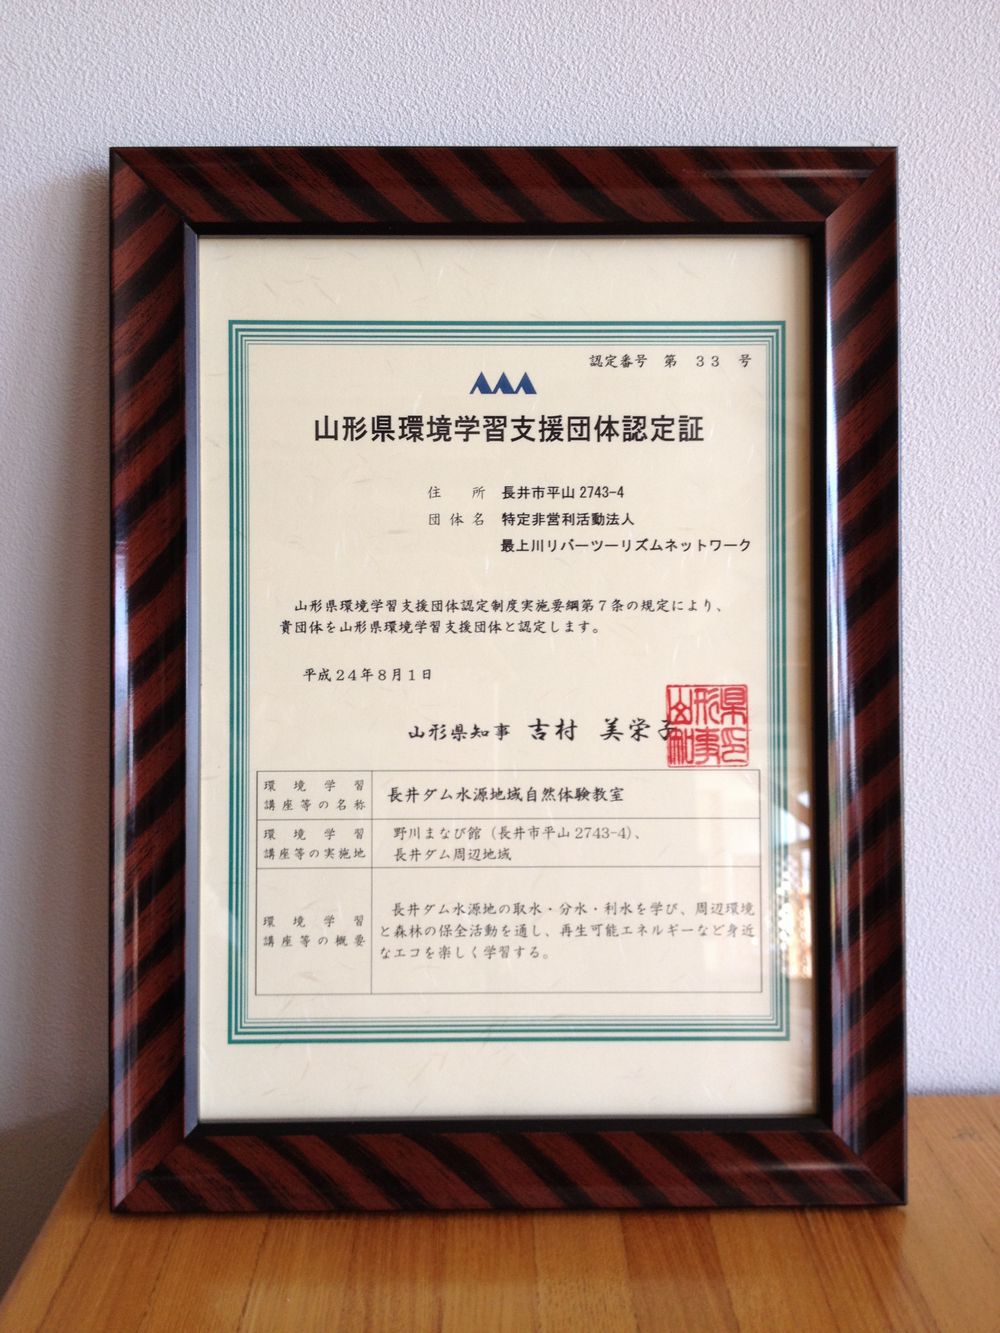 認定番号 第 33 号
山形県環境学習支援団体認定証
住 所 長井市平山 2743-4
団体名 特定非営利活動法人
最上川リバーツーリズムネットワーク
山形県環境学習支援団体認定制度実施要綱第7条の規定により、
貴団体を山形県環境学習支援団体と認定します。
平成24年8月1日
山形県知事 吉村 美栄子
山形県知事印
環境学習
講座等の名称
長井ダム水源地域自然体験教室
環境学習
講座等の実施地
野川まなび館(長井市平山2743-4)、
長井ダム周辺地域
環境学習
講座等の概要
長井ダム水源地の取水・分水・利水を学び、周辺環境
と森林の保全活動を通し、再生可能エネルギーなど身近
なエコを楽しく学習する。